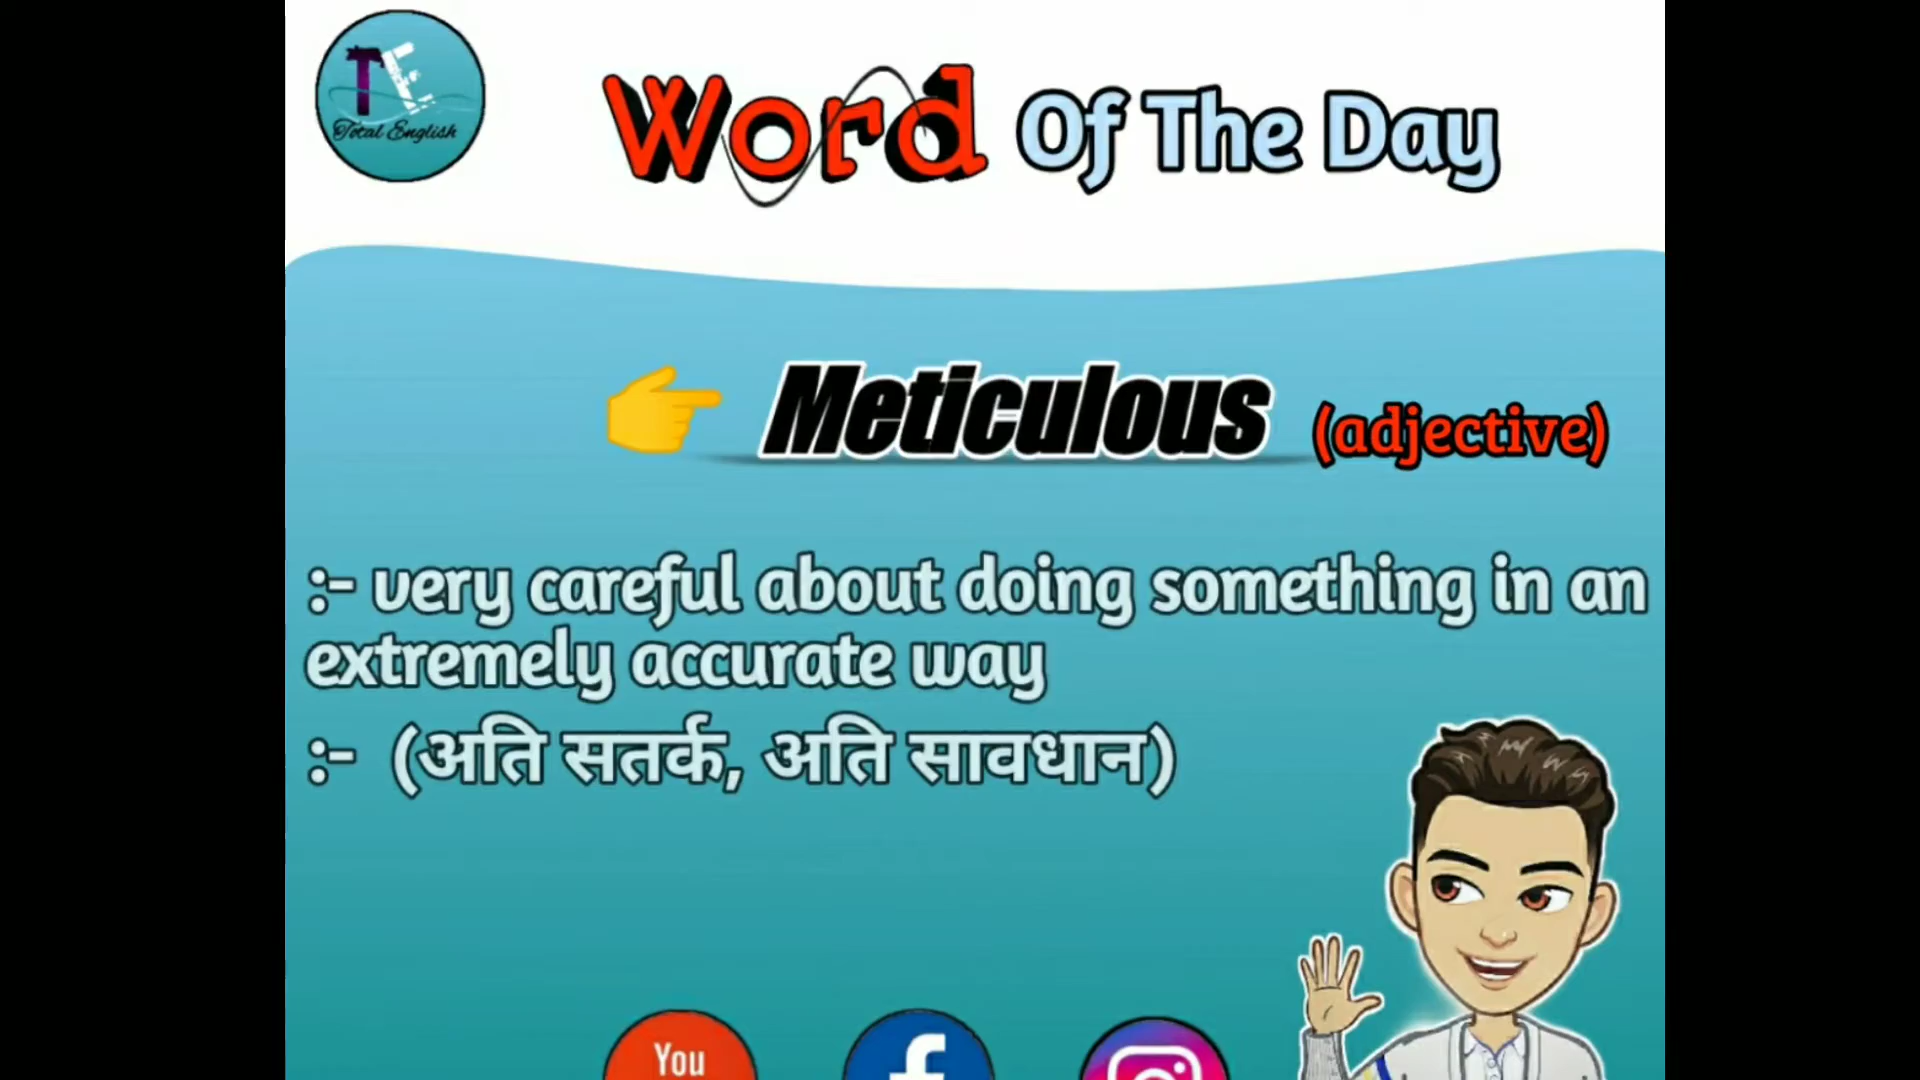 TE
Total English
Word Of The Day
👉 Meticulous (adjective)
:- very careful about doing something in an
extremely accurate way
:- (अति सतर्क, अति सावधान)
You
f